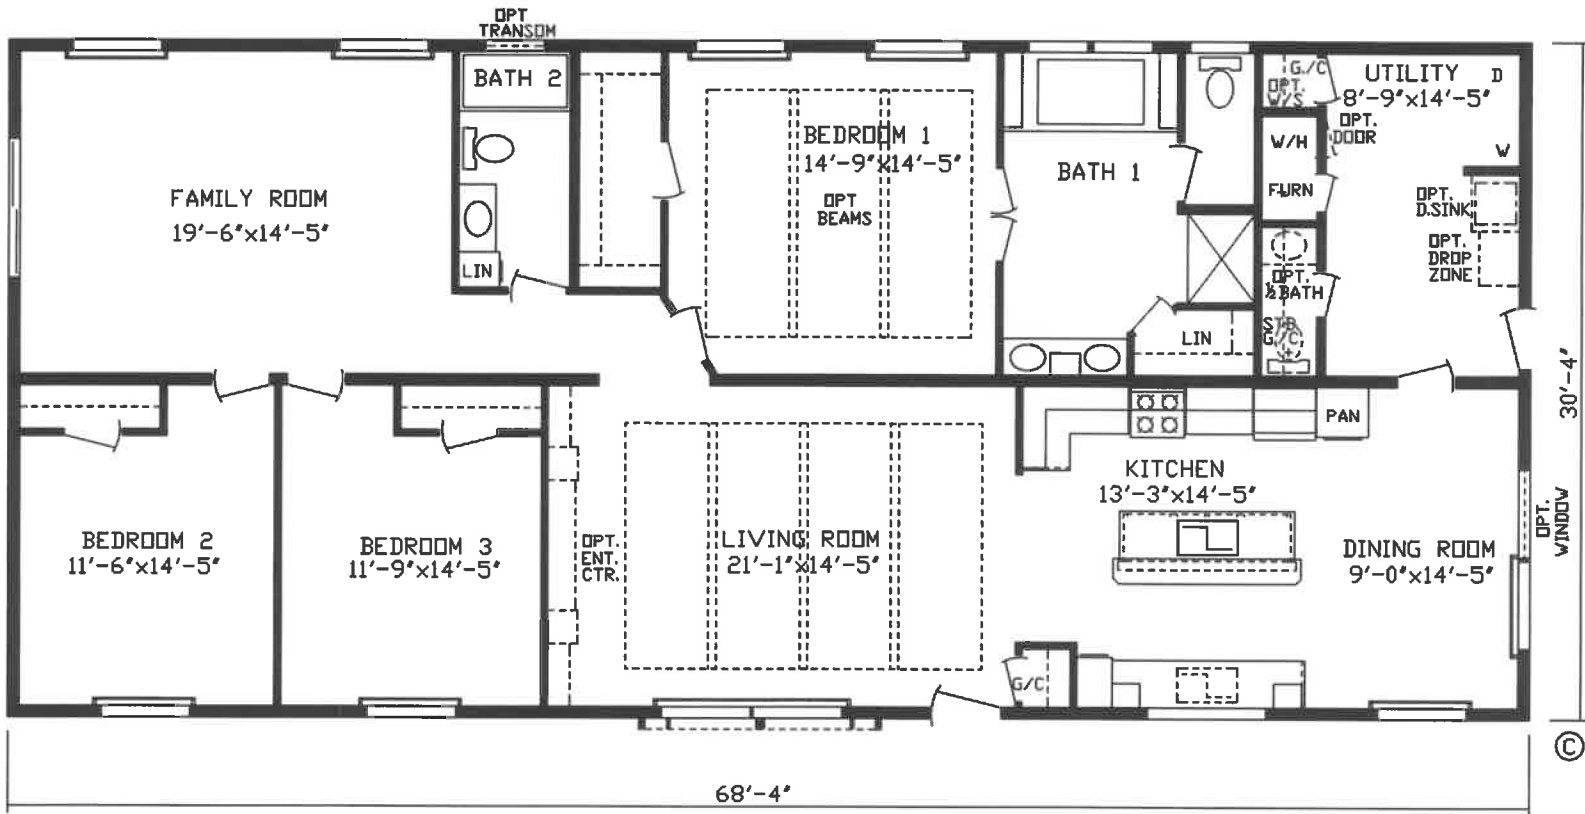 OPT
TRANSOM
BATH 2
LIN
FAMILY ROOM
19'-6"x14'-5"
BEDROOM 1
14'-9"x14'-5"
OPT
BEAMS
BATH 1
LIN
G./C
OPT.
W/S
UTILITY
8'-9"x14'-5"
D
W
OPT.
DOOR
W/H
FURN
OPT.
D.SINK
OPT.
DROP
ZONE
OPT.
½ BATH
STB.
G/C
BEDROOM 2
11'-6"x14'-5"
BEDROOM 3
11'-9"x14'-5"
OPT.
ENT.
CTR.
LIVING ROOM
21'-1"x14'-5"
PAN
KITCHEN
13'-3"x14'-5"
DINING ROOM
9'-0"x14'-5"
OPT.
WINDOW
G/C
30'-4"
©
68'-4"